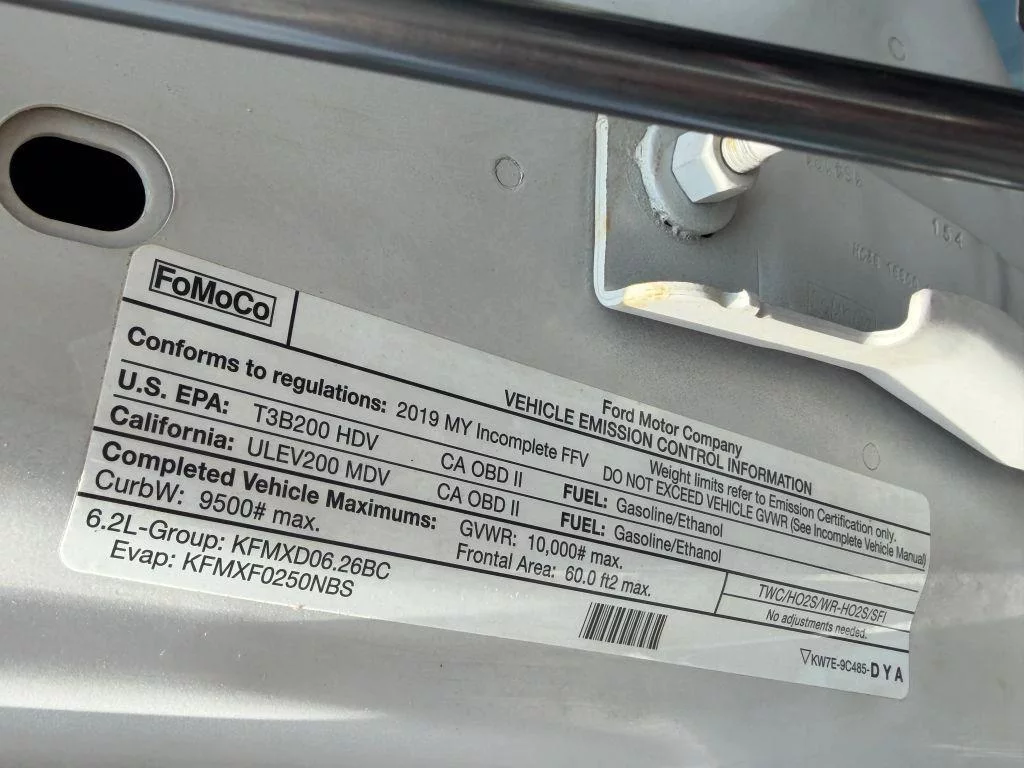 FoMoCo
Ford Motor Company
VEHICLE EMISSION CONTROL INFORMATION
Conforms to regulations: 2019 MY Incomplete FFV
Weight limits refer to Emission Certification only.
DO NOT EXCEED VEHICLE GVWR (See Incomplete Vehicle Manual)
U.S. EPA: T3B200 HDV CA OBD II FUEL: Gasoline/Ethanol
California: ULEV200 MDV CA OBD II FUEL: Gasoline/Ethanol
Completed Vehicle Maximums: GVWR: 10,000# max.
CurbW: 9500# max. Frontal Area: 60.0 ft2 max.
TWC/HO2S/WR-HO2S/SFI
No adjustments needed.
6.2L-Group: KFMXD06.26BC
Evap: KFMXF0250NBS
▽KW7E-9C485-DYA
154